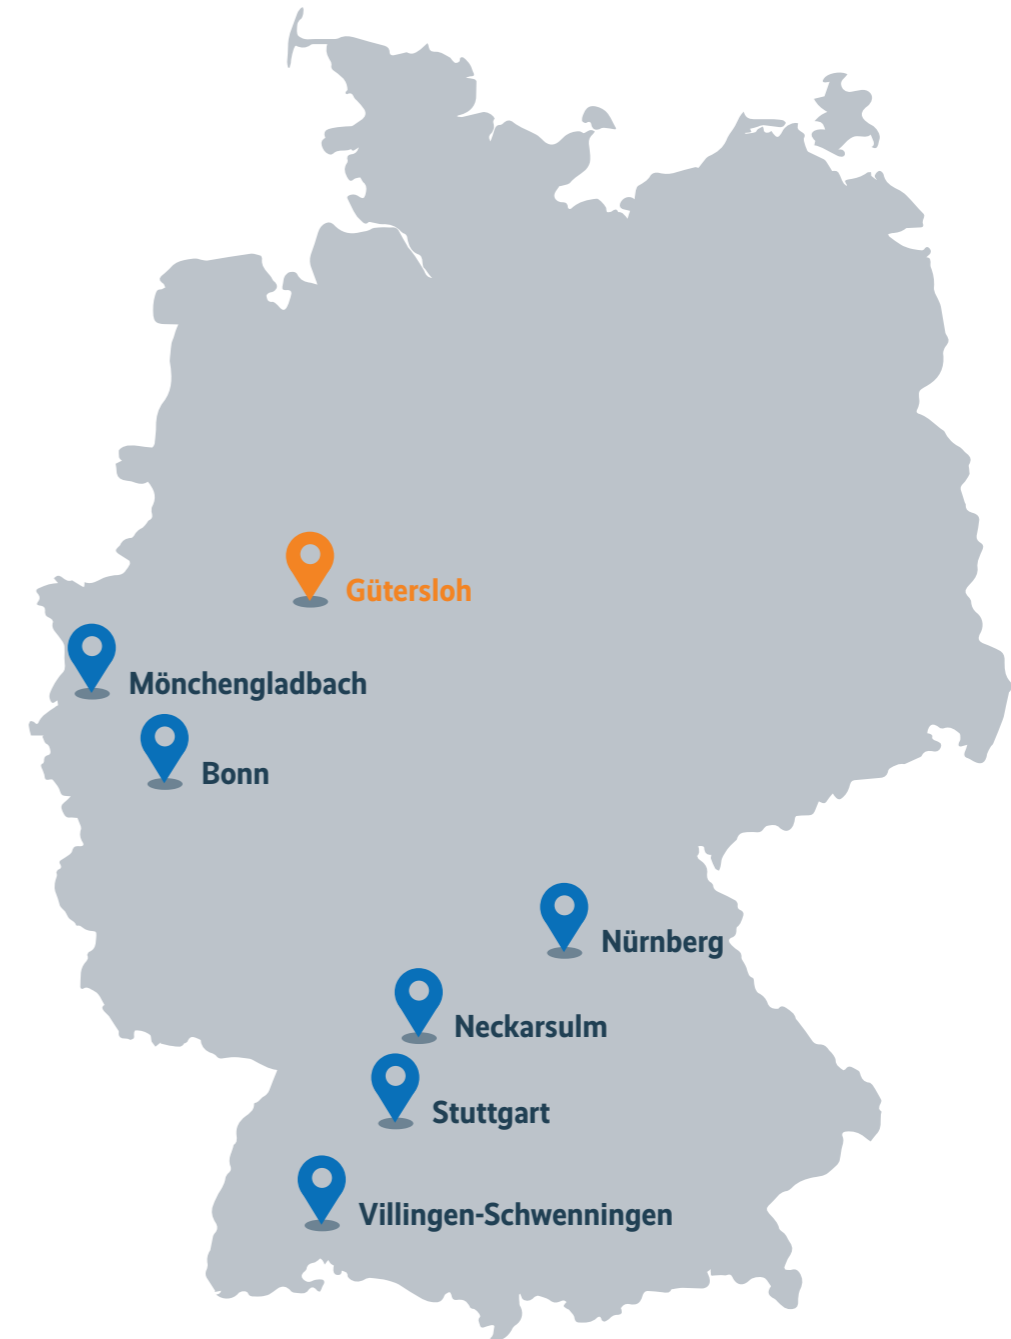 Gütersloh
Mönchengladbach
Bonn
Nürnberg
Neckarsulm
Stuttgart
Villingen-Schwenningen